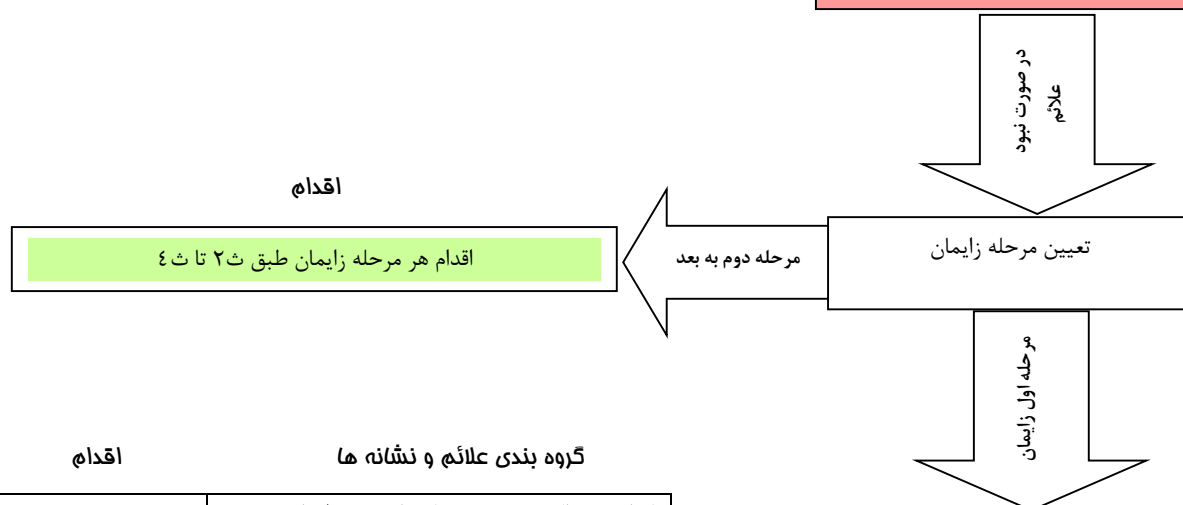 در صورت نبود
علائم
اقدام
تعیین مرحله زایمان
مرحله دوم به بعد
اقدام هر مرحله زایمان طبق ث۲ تا ث٤
مرحله اول زایمان
گروه بندی علائم و نشانه ها
اقدام